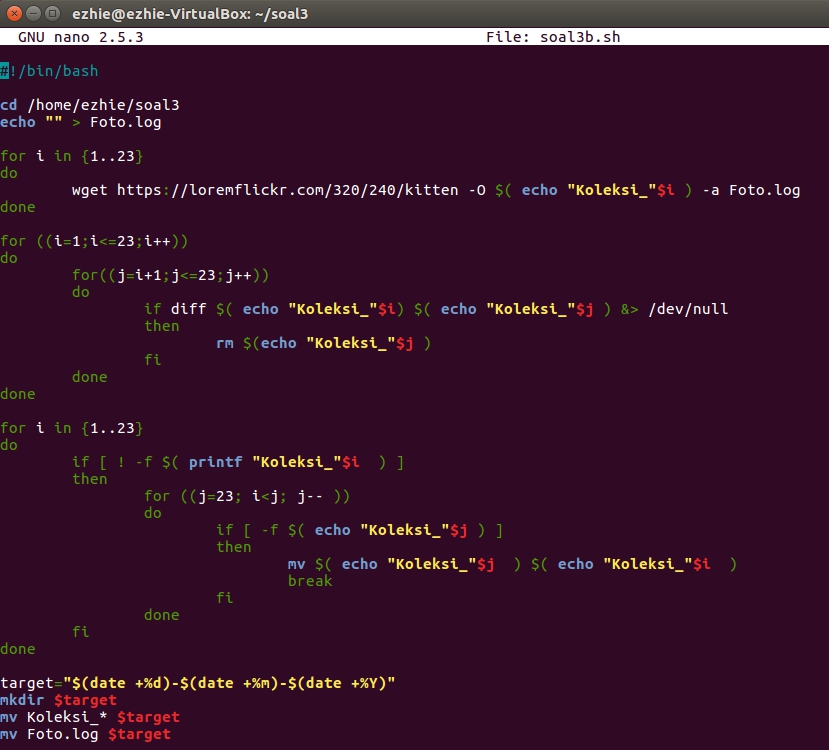 ezhie@ezhie-VirtualBox: ~/soal3
GNU nano 2.5.3 File: soal3b.sh
#!/bin/bash
cd /home/ezhie/soal3
echo "" > Foto.log
for i in {1..23}
do
wget https://loremflickr.com/320/240/kitten -O $( echo "Koleksi_"$i ) -a Foto.log
done
for ((i=1;i<=23;i++))
do
for((j=i+1;j<=23;j++))
do
if diff $( echo "Koleksi_"$i) $( echo "Koleksi_"$j ) &> /dev/null
then
rm $(echo "Koleksi_"$j )
fi
done
done
for i in {1..23}
do
if [ ! -f $( printf "Koleksi_"$i  ) ]
then
for ((j=23; i<j; j-- ))
do
if [ -f $( echo "Koleksi_"$j ) ]
then
mv $( echo "Koleksi_"$j  ) $( echo "Koleksi_"$i  )
break
fi
done
fi
done
target="$(date +%d)-$(date +%m)-$(date +%Y)"
mkdir $target
mv Koleksi_* $target
mv Foto.log $target